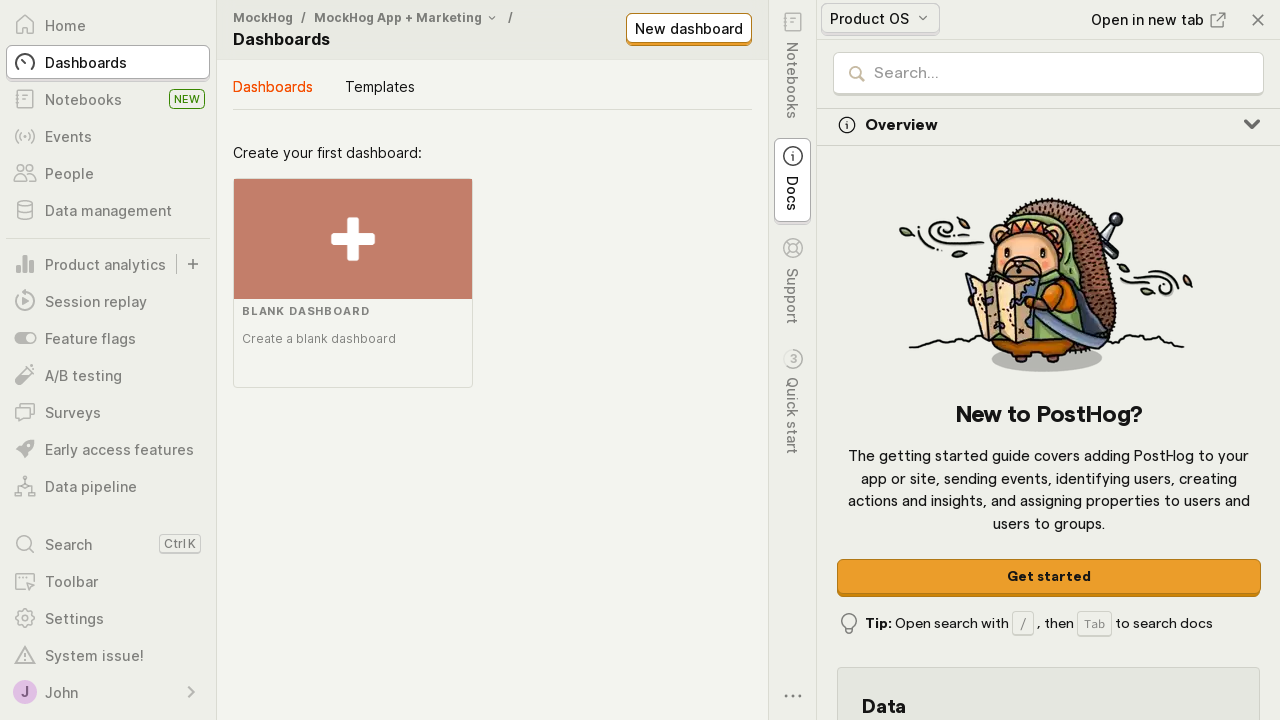 Home
Dashboards
Notebooks NEW
Events
People
Data management
Product analytics
Session replay
Feature flags
A/B testing
Surveys
Early access features
Data pipeline
Search Ctrl K
Toolbar
Settings
System issue!
J John
MockHog / MockHog App + Marketing /
Dashboards
New dashboard
Dashboards Templates
Create your first dashboard:
BLANK DASHBOARD
Create a blank dashboard
Notebooks
Docs
Support
3 Quick start
Product OS
Open in new tab
Search...
Overview
New to PostHog?
The getting started guide covers adding PostHog to your
app or site, sending events, identifying users, creating
actions and insights, and assigning properties to users and
users to groups.
Get started
Tip: Open search with / , then Tab to search docs
Data